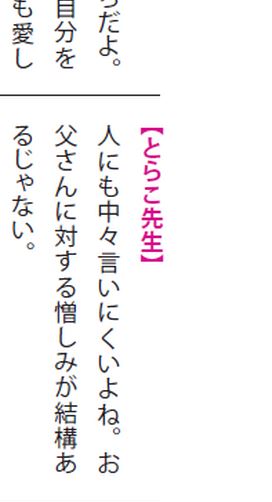 だよ。
自分を
も愛し
【とらこ先生】
人にも中々言いにくいよね。お
父さんに対する憎しみが結構あ
るじゃない。